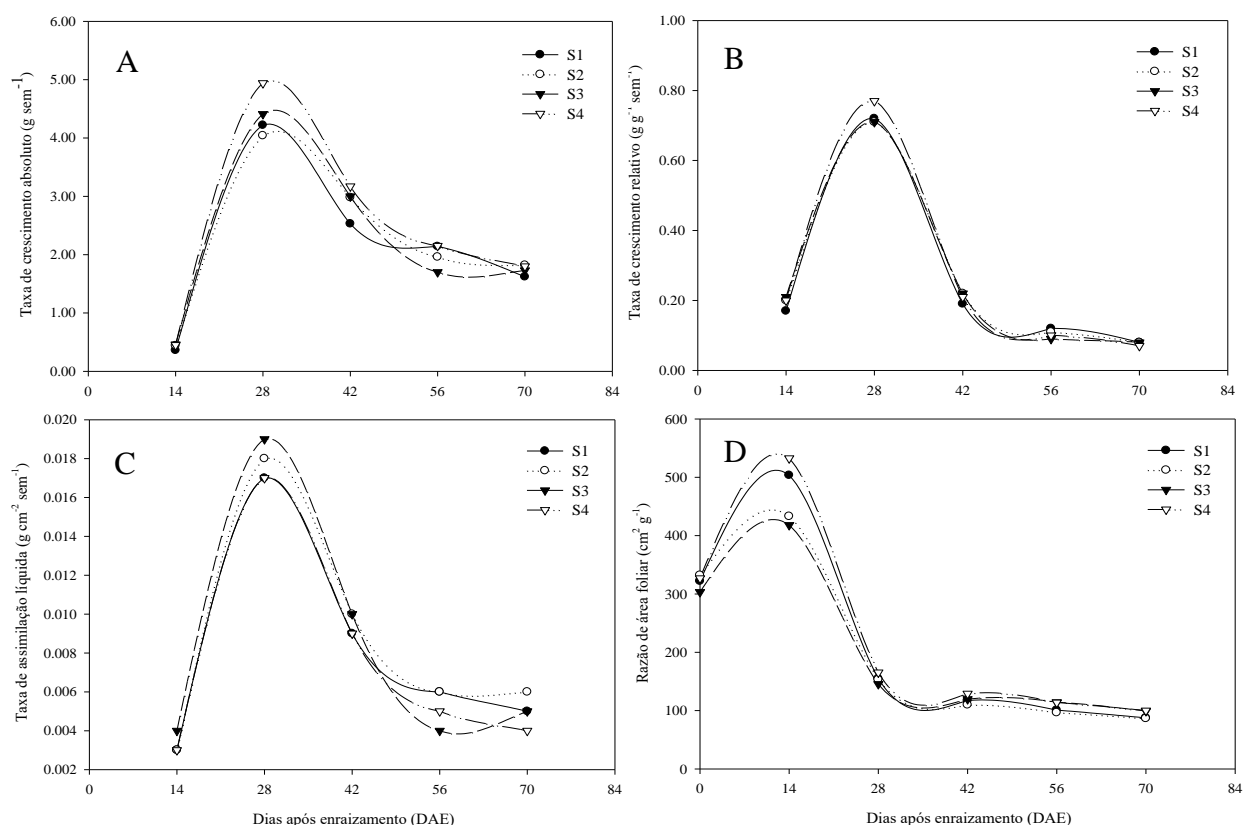 A
Taxa de crescimento absoluto (g sem⁻¹)
6.00
5.00
4.00
3.00
2.00
1.00
0.00
0 14 28 42 56 70 84
S1
S2
S3
S4
B
Taxa de crescimento relativo (g g⁻¹ sem⁻¹)
1.00
0.80
0.60
0.40
0.20
0.00
0 14 28 42 56 70 84
S1
S2
S3
S4
C
Taxa de assimilação líquida (g cm⁻² sem⁻¹)
0.020
0.018
0.016
0.014
0.012
0.010
0.008
0.006
0.004
0.002
0 14 28 42 56 70 84
Dias após enraizamento (DAE)
S1
S2
S3
S4
D
Razão de área foliar (cm² g⁻¹)
600
500
400
300
200
100
0
0 14 28 42 56 70 84
Dias após enraizamento (DAE)
S1
S2
S3
S4